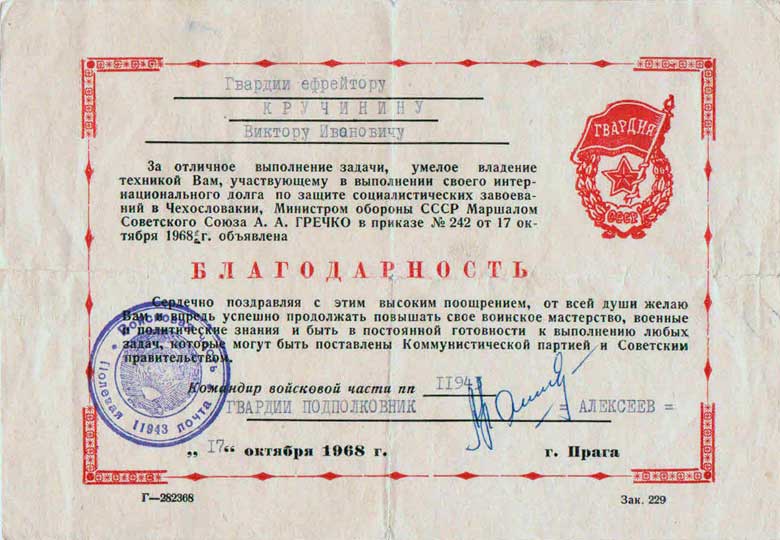 Гвардии ефрейтору
КРУЧИНИНУ
Виктору Ивановичу
ГВАРДИЯ
СССР
За отличное выполнение задачи, умелое владение
техникой Вам, участвующему в выполнении своего интер-
национального долга по защите социалистических завоева-
ний в Чехословакии, Министром обороны СССР Маршалом
Советского Союза А. А. ГРЕЧКО в приказе № 242 от 17 ок-
тября 1968 г. объявлена
БЛАГОДАРНОСТЬ
Сердечно поздравляя с этим высоким поощрением, от всей души желаю
Вам и впредь успешно продолжать повышать свое воинское мастерство, военные
и политические знания и быть в постоянной готовности к выполнению любых
задач, которые могут быть поставлены Коммунистической партией и Советским
правительством.
Войсковая часть
Полевая 11943 почта
Командир войсковой части пп II943
ГВАРДИИ ПОДПОЛКОВНИК = АЛЕКСЕЕВ =
„I7“ октября 1968 г. г. Прага
Г—282368 Зак. 229